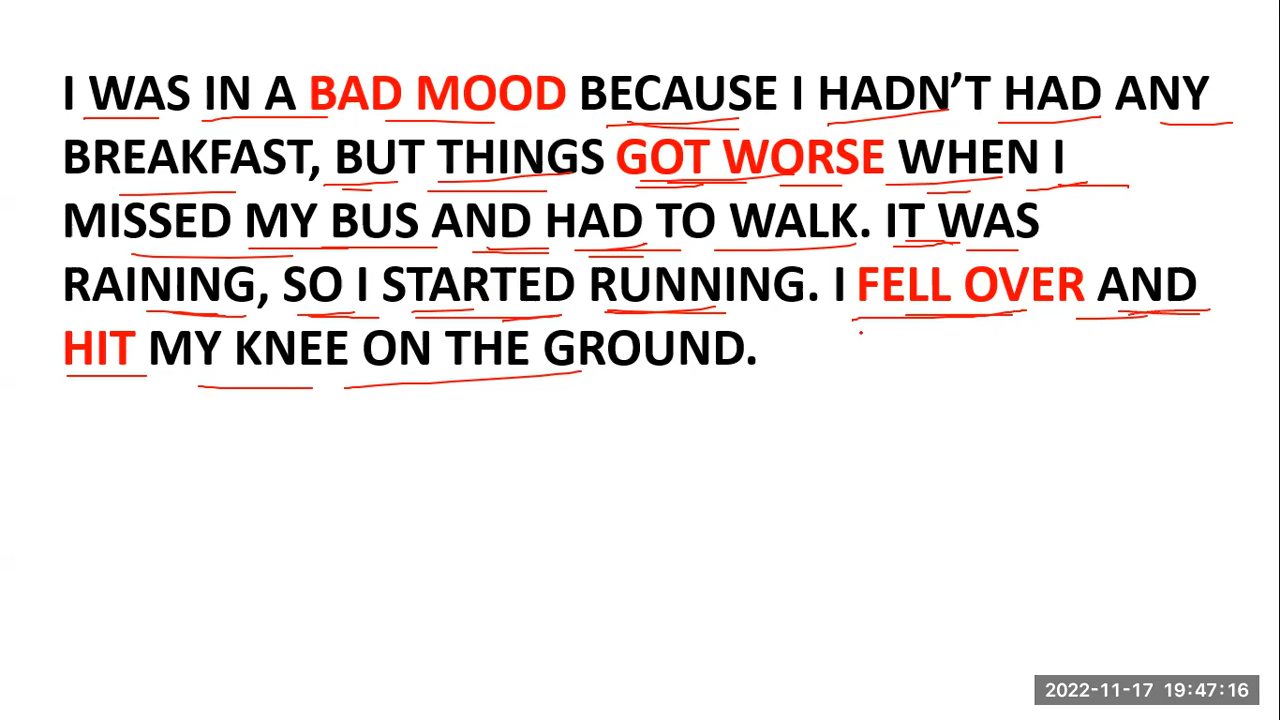 I WAS IN A BAD MOOD BECAUSE I HADN’T HAD ANY
BREAKFAST, BUT THINGS GOT WORSE WHEN I
MISSED MY BUS AND HAD TO WALK. IT WAS
RAINING, SO I STARTED RUNNING. I FELL OVER AND
HIT MY KNEE ON THE GROUND.
2022-11-17 19:47:16